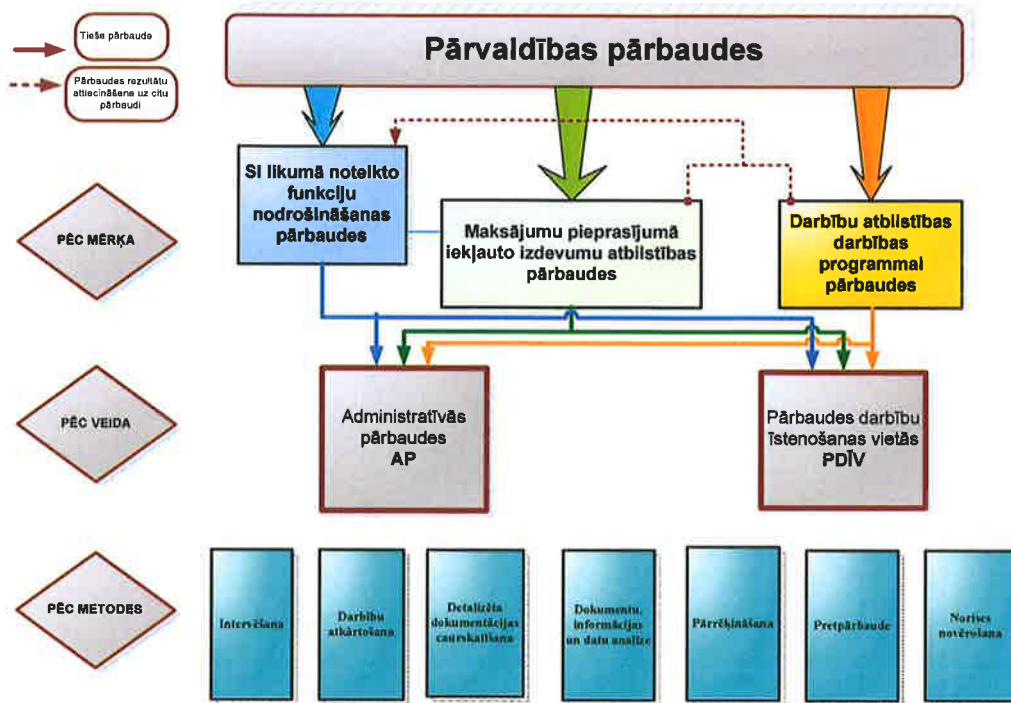 Tieše pārbaude
Pārbaudes rezultātu
attiecināšana uz citu
pārbaudi
Pārvaldības pārbaudes
PĒC MĒRĶA
SI likumā noteikto
funkciju
nodrošināšanas
pārbaudes
Maksājumu pieprasījumā
iekļauto izdevumu atbilstības
pārbaudes
Darbību atbilstības
darbības
programmai
pārbaudes
PĒC VEIDA
Administratīvās
pārbaudes
AP
Pārbaudes darbību
īstenošanas vietās
PDĪV
PĒC METODES
Intervēšana
Darbību
atkārtošana
Detalizēta
dokumentācijas
caurskatīšana
Dokumentu,
informācijas
un datu analīze
Pārrēķināšana
Pretpārbaude
Norises
novērošana